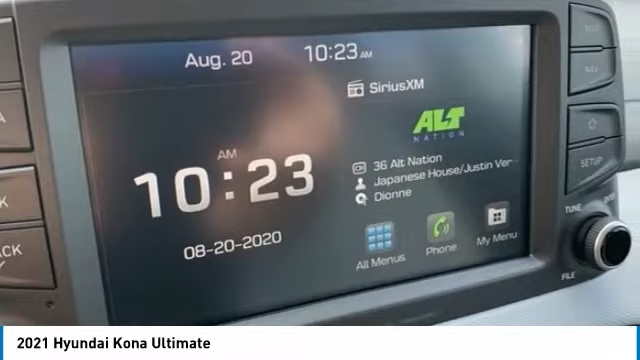 Aug. 20
10:23 AM
SiriusXM
ALT
NATION
AM
10:23
08-20-2020
36 Alt Nation
Japanese House/Justin Ver
Dionne
All Menus
Phone
My Menu
NAV
SETUP
TUNE
FILE
2021 Hyundai Kona Ultimate